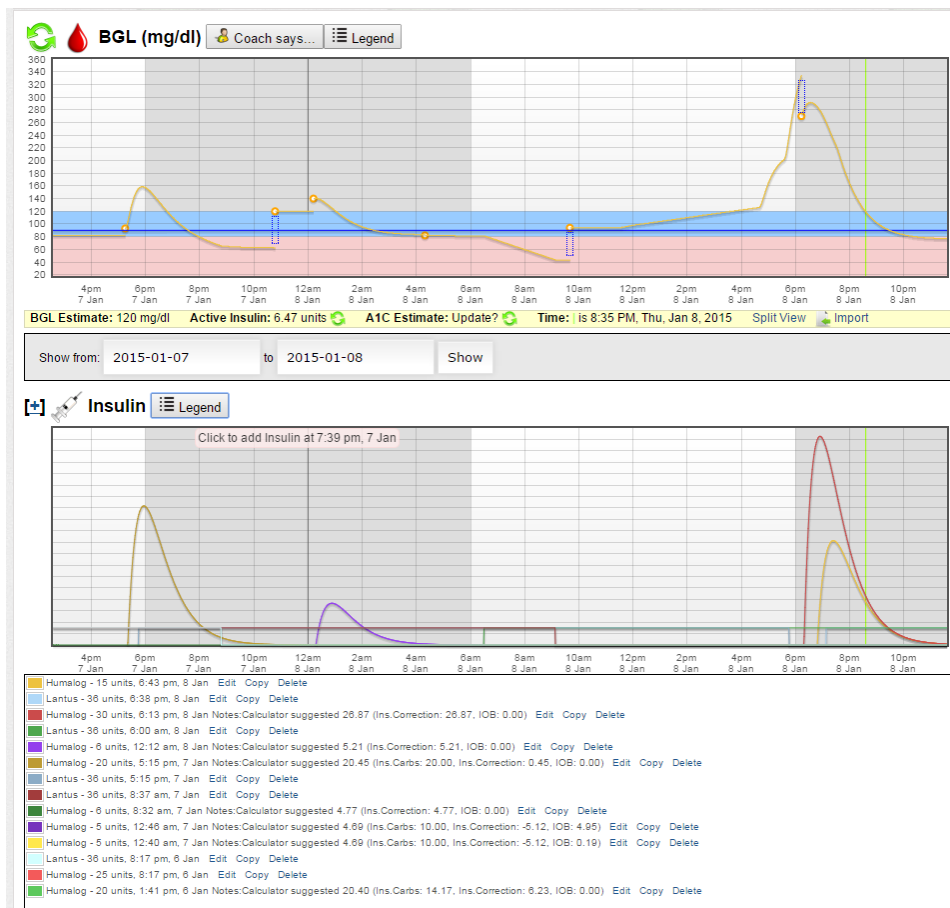 BGL (mg/dl) Coach says... Legend
360
340
320
300
280
260
240
220
200
180
160
140
120
100
80
60
40
20
4pm 6pm 8pm 10pm 12am 2am 4am 6am 8am 10am 12pm 2pm 4pm 6pm 8pm 10pm
7 Jan 7 Jan 7 Jan 7 Jan 8 Jan 8 Jan 8 Jan 8 Jan 8 Jan 8 Jan 8 Jan 8 Jan 8 Jan 8 Jan 8 Jan 8 Jan
BGL Estimate: 120 mg/dl Active Insulin: 6.47 units A1C Estimate: Update? Time: | is 8:35 PM, Thu, Jan 8, 2015 Split View Import
Show from: 2015-01-07 to 2015-01-08 Show
[+] Insulin Legend
Click to add Insulin at 7:39 pm, 7 Jan
4pm 6pm 8pm 10pm 12am 2am 4am 6am 8am 10am 12pm 2pm 4pm 6pm 8pm 10pm
7 Jan 7 Jan 7 Jan 7 Jan 8 Jan 8 Jan 8 Jan 8 Jan 8 Jan 8 Jan 8 Jan 8 Jan 8 Jan 8 Jan 8 Jan 8 Jan
Humalog - 15 units, 6:43 pm, 8 Jan Edit Copy Delete
Lantus - 36 units, 6:38 pm, 8 Jan Edit Copy Delete
Humalog - 30 units, 6:13 pm, 8 Jan Notes:Calculator suggested 26.87 (Ins.Correction: 26.87, IOB: 0.00) Edit Copy Delete
Lantus - 36 units, 6:00 am, 8 Jan Edit Copy Delete
Humalog - 6 units, 12:12 am, 8 Jan Notes:Calculator suggested 5.21 (Ins.Correction: 5.21, IOB: 0.00) Edit Copy Delete
Humalog - 20 units, 5:15 pm, 7 Jan Notes:Calculator suggested 20.45 (Ins.Carbs: 20.00, Ins.Correction: 0.45, IOB: 0.00) Edit Copy Delete
Lantus - 36 units, 5:15 pm, 7 Jan Edit Copy Delete
Lantus - 36 units, 8:37 am, 7 Jan Edit Copy Delete
Humalog - 6 units, 8:32 am, 7 Jan Notes:Calculator suggested 4.77 (Ins.Correction: 4.77, IOB: 0.00) Edit Copy Delete
Humalog - 5 units, 12:46 am, 7 Jan Notes:Calculator suggested 4.69 (Ins.Carbs: 10.00, Ins.Correction: -5.12, IOB: 4.95) Edit Copy Delete
Humalog - 5 units, 12:40 am, 7 Jan Notes:Calculator suggested 4.69 (Ins.Carbs: 10.00, Ins.Correction: -5.12, IOB: 0.19) Edit Copy Delete
Lantus - 36 units, 8:17 pm, 6 Jan Edit Copy Delete
Humalog - 25 units, 8:17 pm, 6 Jan Edit Copy Delete
Humalog - 20 units, 1:41 pm, 6 Jan Notes:Calculator suggested 20.40 (Ins.Carbs: 14.17, Ins.Correction: 6.23, IOB: 0.00) Edit Copy Delete